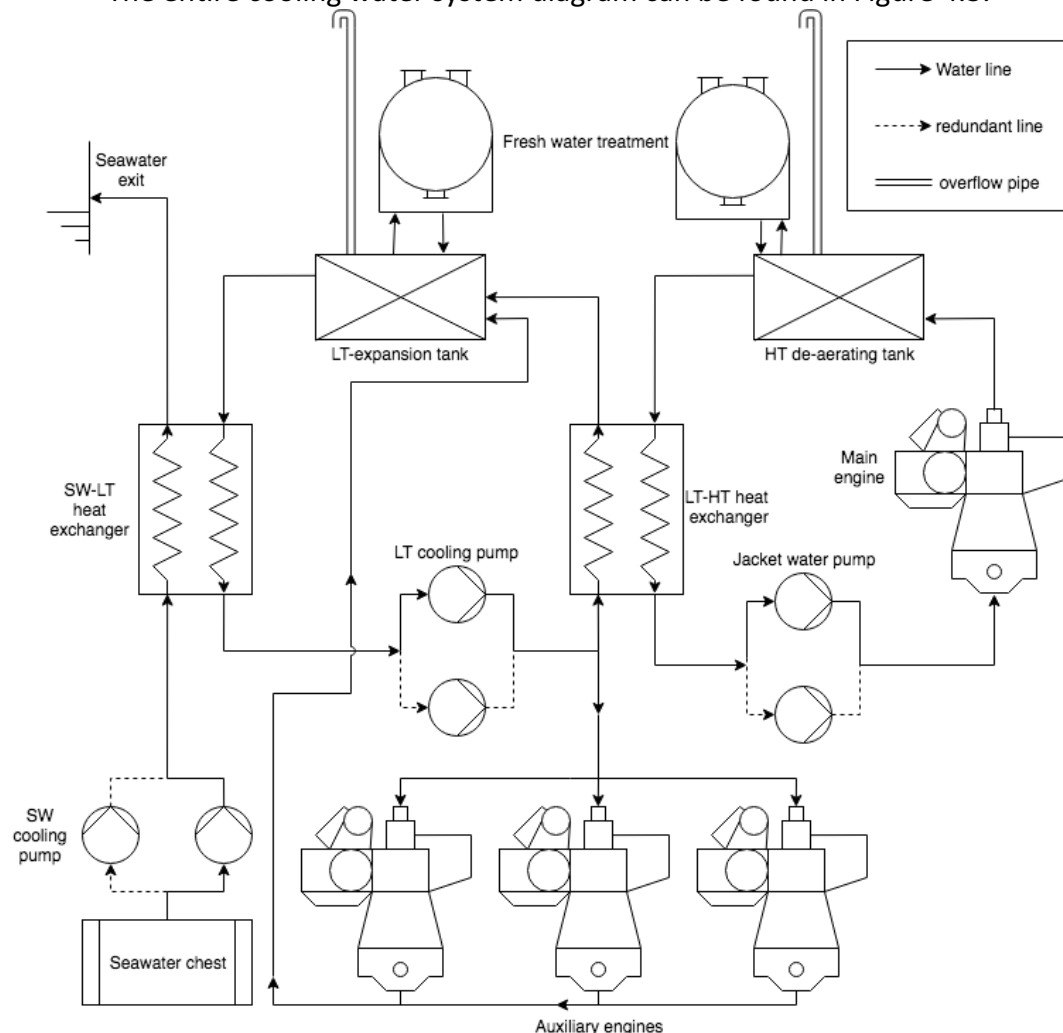 The entire cooling water system diagram can be found in Figure 4.3.
Water line
redundant line
overflow pipe
Fresh water treatment
Seawater
exit
LT-expansion tank
HT de-aerating tank
Main
engine
SW-LT
heat
exchanger
LT-HT heat
exchanger
LT cooling pump
Jacket water pump
SW
cooling
pump
Seawater chest
Auxiliary engines